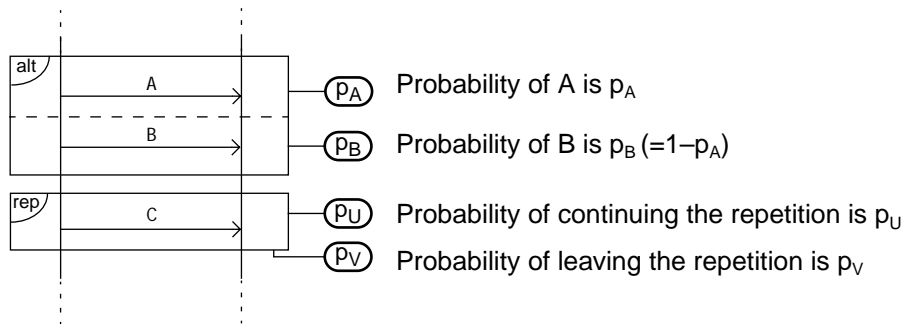 alt
A
p_A Probability of A is p_A
B
p_B Probability of B is p_B (=1–p_A)
rep
C
p_U Probability of continuing the repetition is p_U
p_V Probability of leaving the repetition is p_V